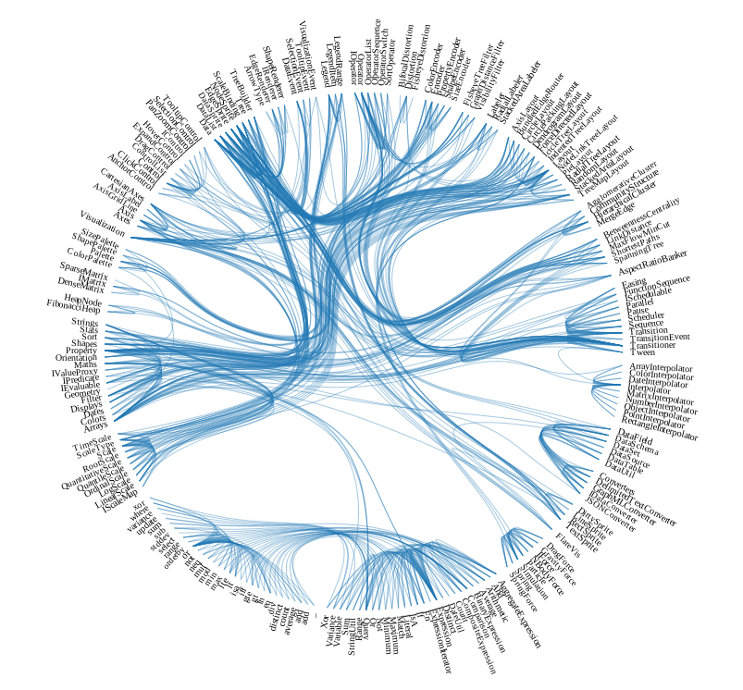 VisualizationEvent
TooltipEvent
SelectionEvent
DataEvent
LegendRange
LegendItem
Legend
IOperator
Operator
OperatorList
OperatorSequence
OperatorSwitch
SortOperator
BifocalDistortion
Distortion
FisheyeDistortion
ColorEncoder
Encoder
PropertyEncoder
ShapeEncoder
SizeEncoder
FisheyeTreeFilter
GraphDistanceFilter
VisibilityFilter
Labeler
RadialLabeler
StackedAreaLabeler
AxisLayout
BundledEdgeRouter
CircleLayout
CirclePackingLayout
DendrogramLayout
ForceDirectedLayout
IcicleTreeLayout
IndentedTreeLayout
Layout
NodeLinkTreeLayout
PieLayout
RadialTreeLayout
RandomLayout
StackedAreaLayout
TreeMapLayout
AgglomerativeCluster
CommunityStructure
HierarchicalCluster
MergeEdge
BetweennessCentrality
LinkDistance
MaxFlowMinCut
ShortestPaths
SpanningTree
AspectRatioBanker
Easing
FunctionSequence
ISchedulable
Parallel
Pause
Scheduler
Sequence
Transition
TransitionEvent
Transitioner
Tween
ArrayInterpolator
ColorInterpolator
DateInterpolator
Interpolator
MatrixInterpolator
NumberInterpolator
ObjectInterpolator
PointInterpolator
RectangleInterpolator
DataField
DataSchema
DataSet
DataSource
DataTable
DataUtil
Converters
DelimitedTextConverter
GraphMLConverter
IDataConverter
JSONConverter
DirtySprite
LineSprite
RectSprite
TextSprite
FlareVis
DragForce
GravityForce
IForce
NBodyForce
Particle
Simulation
Spring
SpringForce
AggregateExpression
And
Arithmetic
Average
BinaryExpression
Comparison
CompositeExpression
Count
DateUtil
Distinct
Expression
ExpressionIterator
Fn
If
IsA
Literal
Match
Maximum
Minimum
Not
Or
Query
Range
StringUtil
Sum
Variable
Variance
Xor
_
add
and
average
count
distinct
div
eq
fn
gt
gte
iff
isa
lt
lte
max
min
mod
mul
neq
not
or
orderby
range
select
stddev
sub
sum
update
variance
where
xor
IScaleMap
LinearScale
LogScale
OrdinalScale
QuantileScale
QuantitativeScale
RootScale
Scale
ScaleType
TimeScale
Arrays
Colors
Dates
Displays
Filter
Geometry
IEvaluable
IPredicate
IValueProxy
Maths
Orientation
Property
Shapes
Sort
Stats
Strings
FibonacciHeap
HeapNode
DenseMatrix
IMatrix
SparseMatrix
ColorPalette
Palette
ShapePalette
SizePalette
Visualization
Axes
Axis
AxisGridLine
AxisLabel
CartesianAxes
AnchorControl
ClickControl
Control
ControlList
DragControl
ExpandControl
HoverControl
IControl
PanZoomControl
SelectionControl
TooltipControl
Data
DataList
DataSprite
EdgeSprite
NodeSprite
ScaleBinding
Tree
TreeBuilder
ArrowType
EdgeRenderer
IRenderer
ShapeRenderer